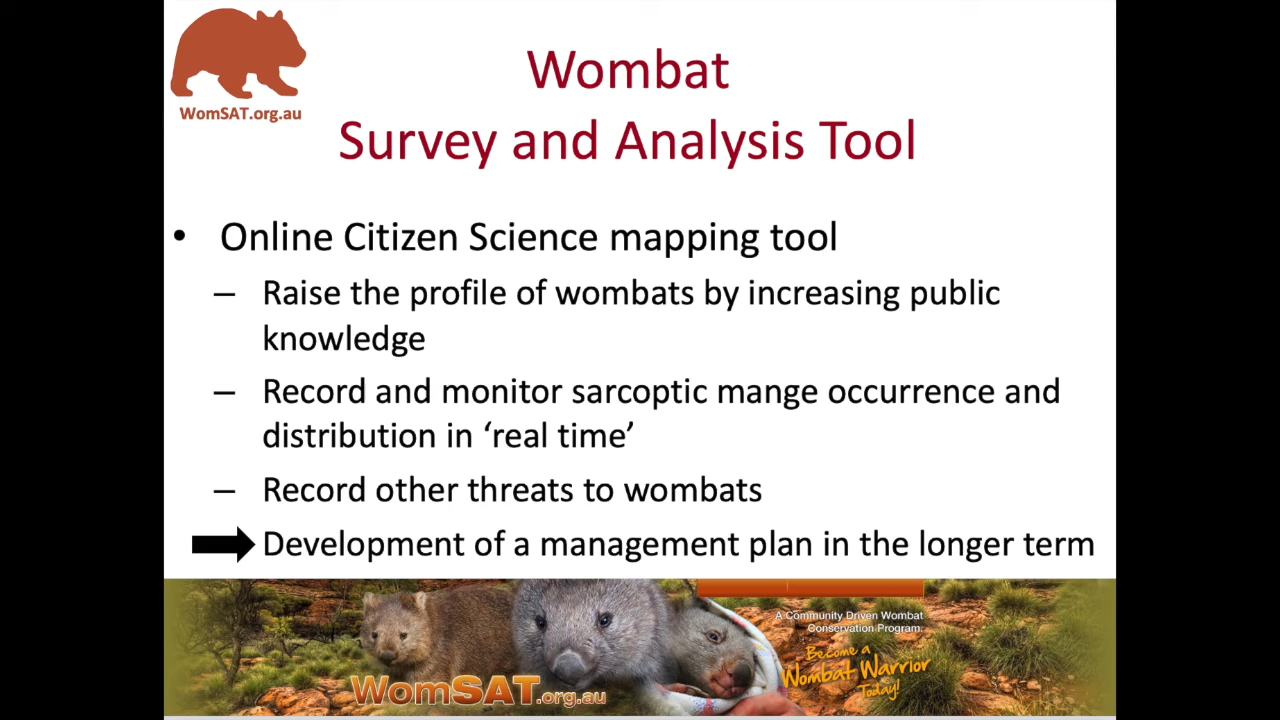 WomSAT.org.au
Wombat
Survey and Analysis Tool
• Online Citizen Science mapping tool
– Raise the profile of wombats by increasing public
knowledge
– Record and monitor sarcoptic mange occurrence and
distribution in ‘real time’
– Record other threats to wombats
Development of a management plan in the longer term
A Community Driven Wombat
Conservation Program.
Become a
Wombat Warrior
Today!
WomSAT.org.au